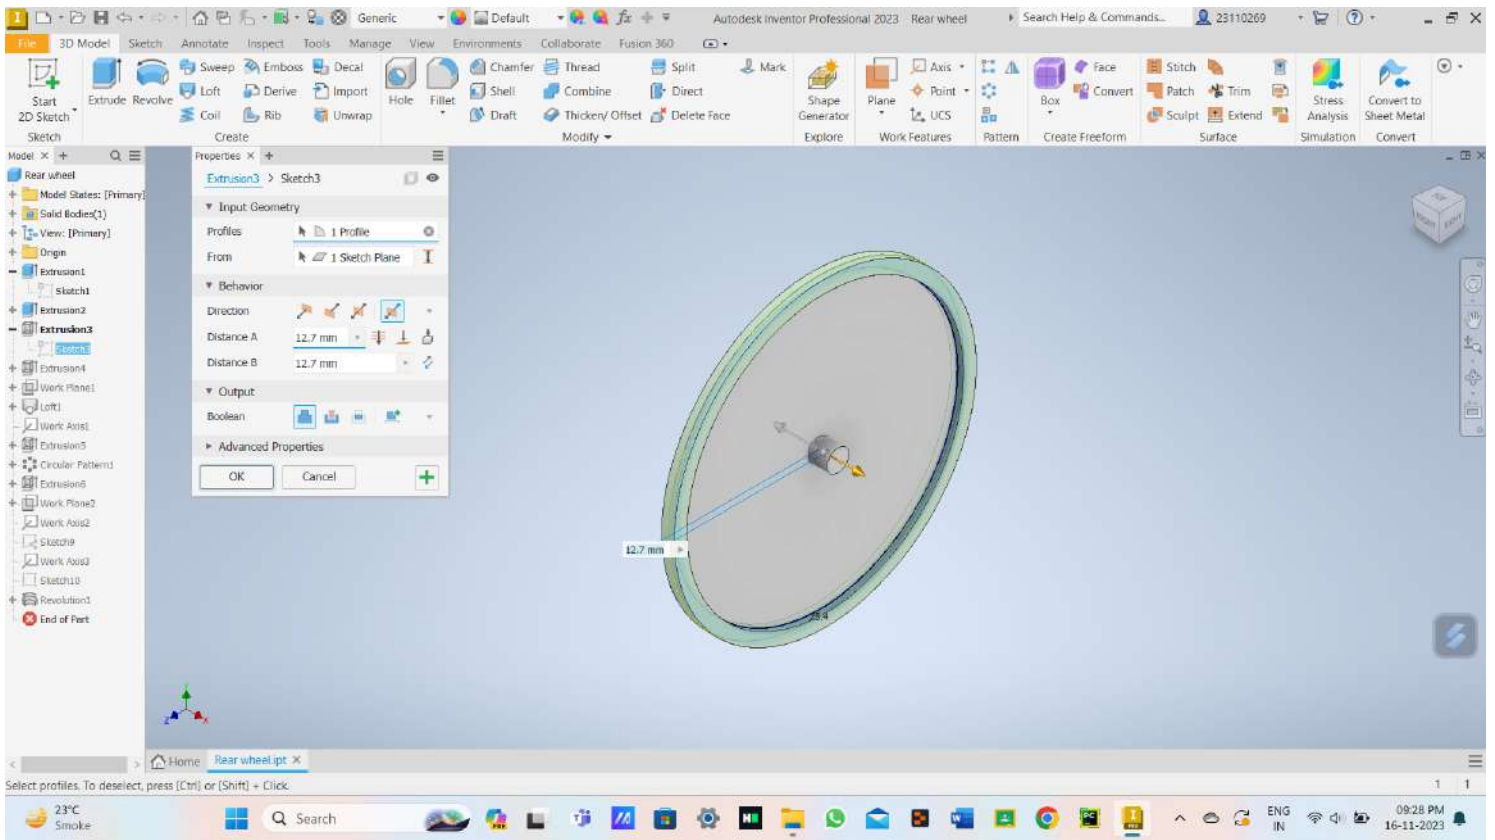 Generic
Default
Autodesk Inventor Professional 2023 Rear wheel
Search Help & Commands...
23110269
File 3D Model Sketch Annotate Inspect Tools Manage View Environments Collaborate Fusion 360
Start
2D Sketch
Sketch
Extrude Revolve
Sweep Emboss Decal
Loft Derive Import
Coil Rib Unwrap
Create
Hole Fillet
Chamfer Thread Split Mark
Shell Combine Direct
Draft Thicken/ Offset Delete Face
Modify
Shape
Generator
Explore
Plane
Axis
Point
UCS
Work Features
Pattern
Box
Face
Convert
Create Freeform
Stitch
Patch Trim
Sculpt Extend
Surface
Stress
Analysis
Simulation
Convert to
Sheet Metal
Convert
Model
Rear wheel
Model States: [Primary]
Solid Bodies(1)
View: [Primary]
Origin
Extrusion1
Sketch1
Extrusion2
Extrusion3
Sketch3
Extrusion4
Work Plane1
Loft1
Work Axis1
Extrusion5
Circular Pattern1
Extrusion6
Work Plane2
Work Axis2
Sketch9
Work Axis3
Sketch10
Revolution1
End of Part
Properties
Extrusion3 > Sketch3
Input Geometry
Profiles 1 Profile
From 1 Sketch Plane
Behavior
Direction
Distance A 12.7 mm
Distance B 12.7 mm
Output
Boolean
Advanced Properties
OK Cancel
12.7 mm
Home Rear wheel.ipt
Select profiles. To deselect, press [Ctrl] or [Shift] + Click.
1 1
23°C
Smoke
Search
ENG
IN
09:28 PM
16-11-2023